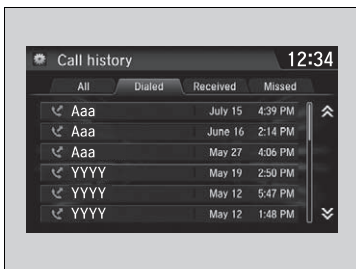 Call history 12:34
All Dialed Received Missed
Aaa July 15 4:39 PM
Aaa June 16 2:14 PM
Aaa May 27 4:06 PM
YYYY May 19 2:50 PM
YYYY May 12 5:47 PM
YYYY May 12 1:48 PM